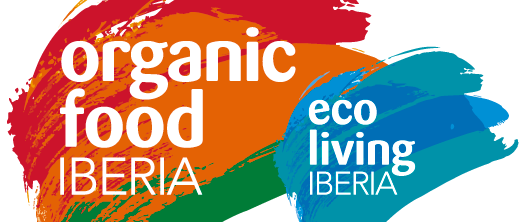 organic
food
IBERIA
eco
living
IBERIA